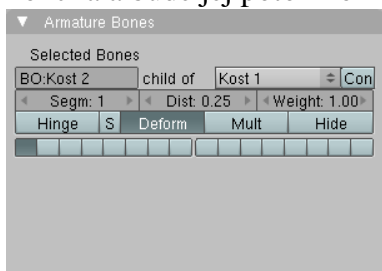 Armature Bones
Selected Bones
BO:Kost 2 child of Kost 1 Con
Segm: 1 Dist: 0.25 Weight: 1.00
Hinge S Deform Mult Hide